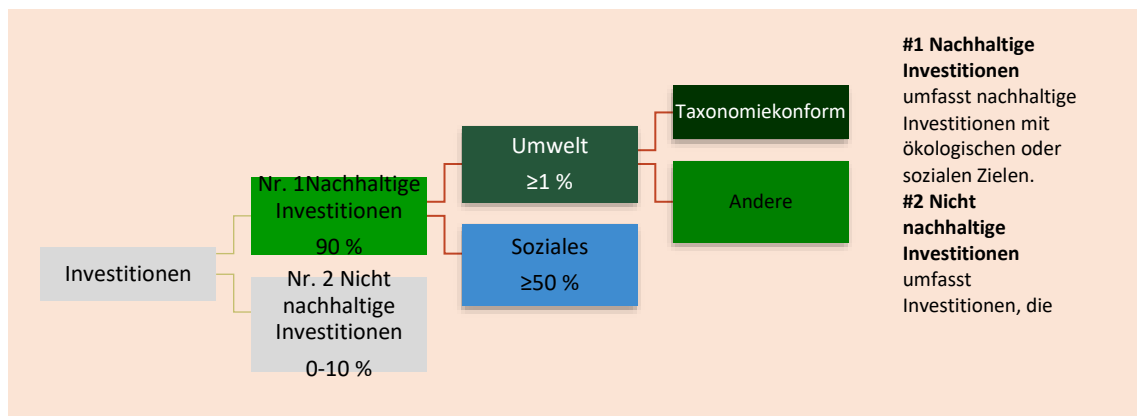 Investitionen
Nr. 1Nachhaltige
Investitionen
90 %
Nr. 2 Nicht
nachhaltige
Investitionen
0-10 %
Umwelt
≥1 %
Soziales
≥50 %
Taxonomiekonform
Andere
#1 Nachhaltige
Investitionen
umfasst nachhaltige
Investitionen mit
ökologischen oder
sozialen Zielen.
#2 Nicht
nachhaltige
Investitionen
umfasst
Investitionen, die